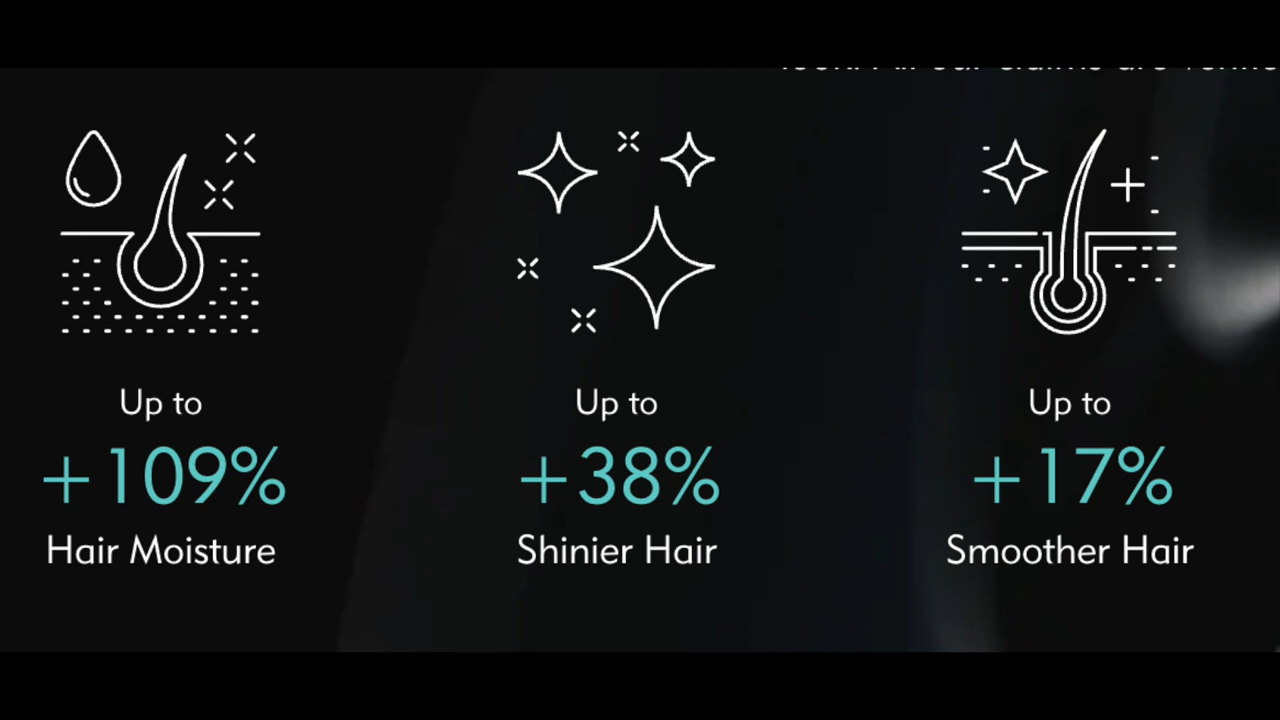 Up to
+109%
Hair Moisture
Up to
+38%
Shinier Hair
Up to
+17%
Smoother Hair